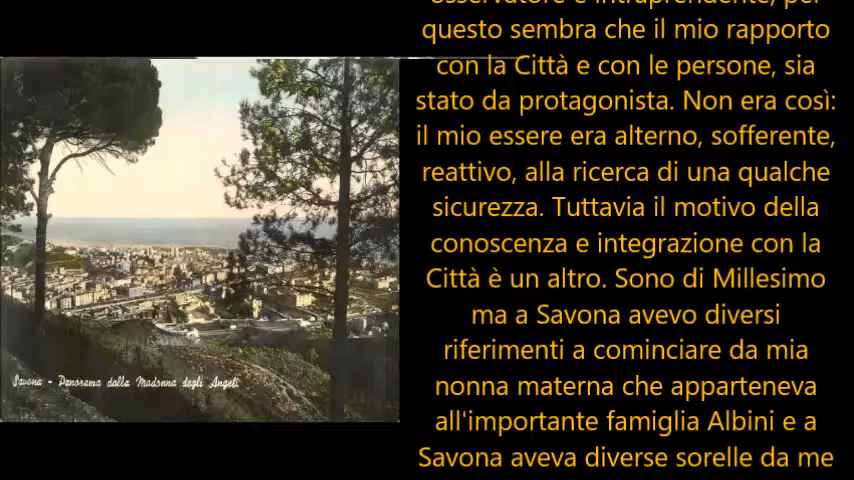 osservatore e intraprendente, per
questo sembra che il mio rapporto
con la Città e con le persone, sia
stato da protagonista. Non era così:
il mio essere era alterno, sofferente,
reattivo, alla ricerca di una qualche
sicurezza. Tuttavia il motivo della
conoscenza e integrazione con la
Città è un altro. Sono di Millesimo
ma a Savona avevo diversi
riferimenti a cominciare da mia
nonna materna che apparteneva
all'importante famiglia Albini e a
Savona aveva diverse sorelle da me
Savona - Panorama dalla Madonna degli Angeli